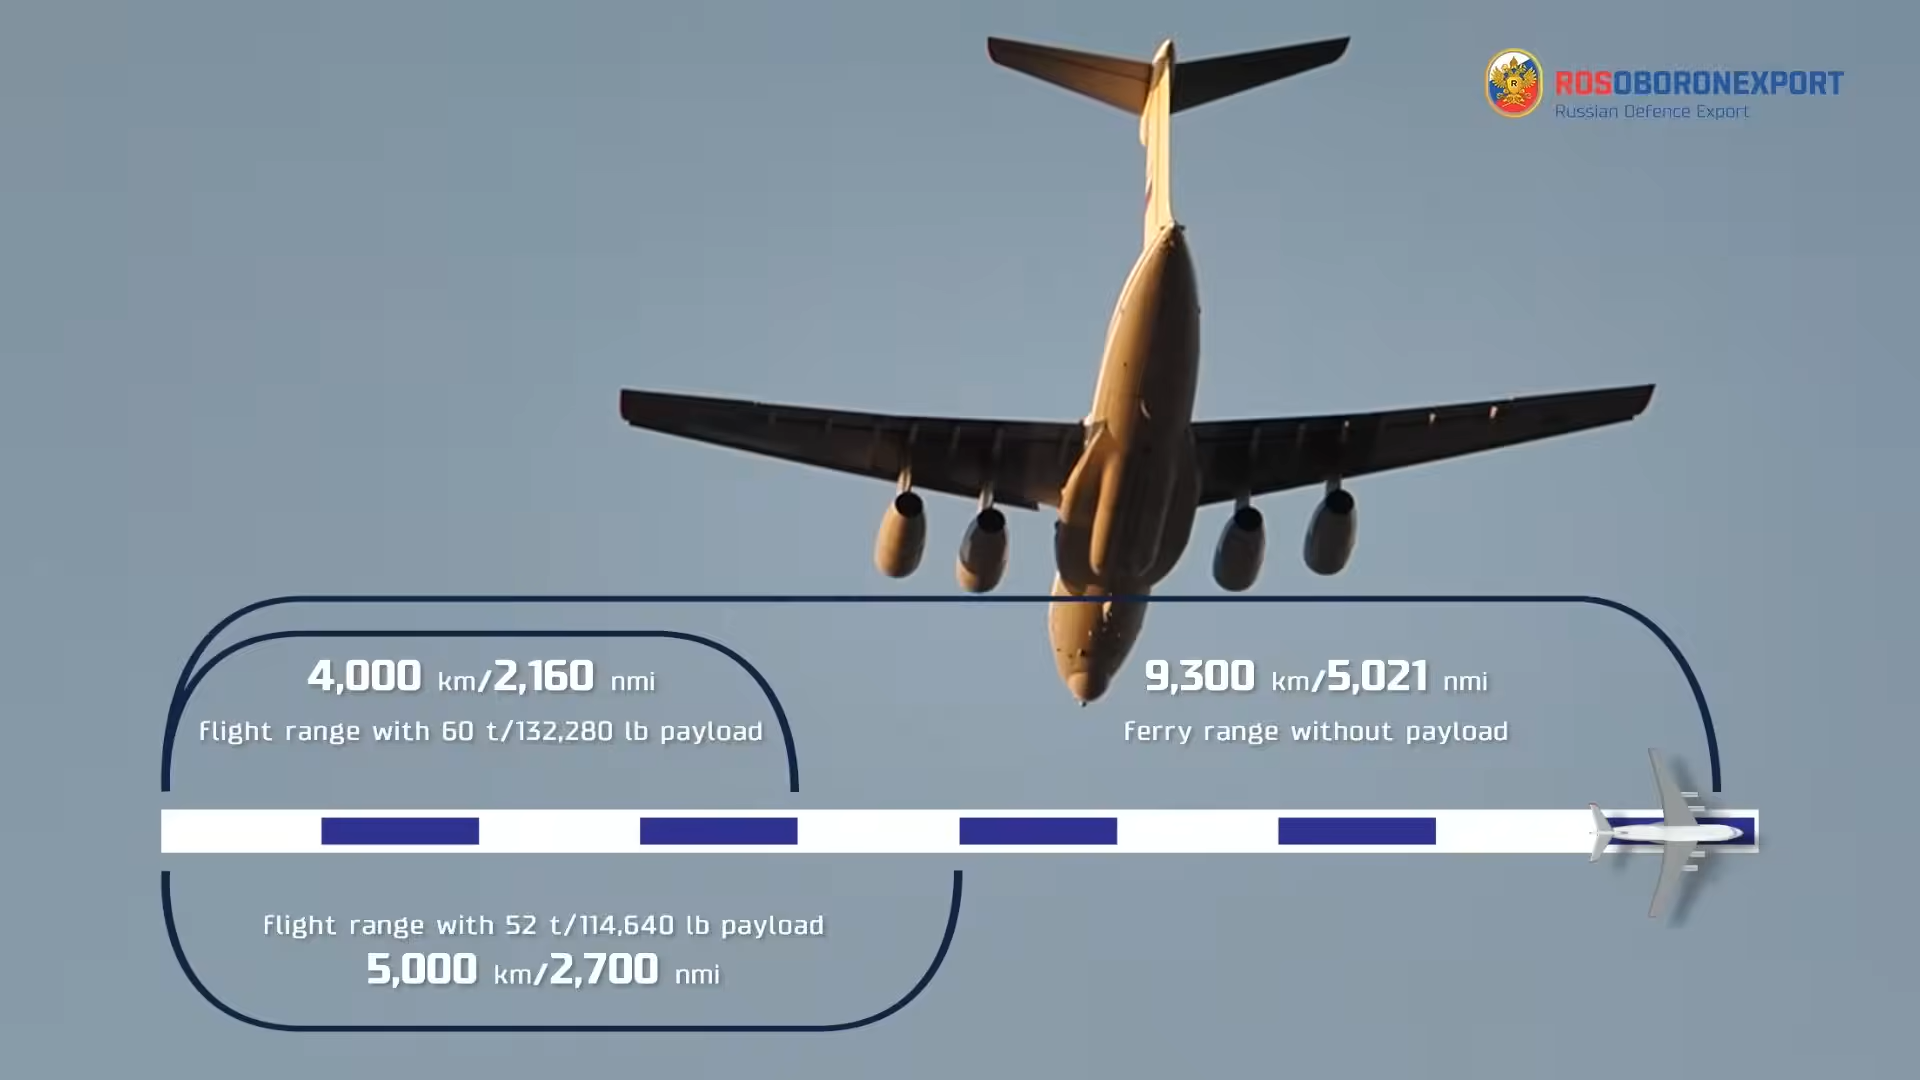 ROSOBORONEXPORT
Russian Defence Export
4,000 km/2,160 nmi
Flight range with 60 t/132,280 lb payload
9,300 km/5,021 nmi
Ferry range without payload
Flight range with 52 t/114,640 lb payload
5,000 km/2,700 nmi